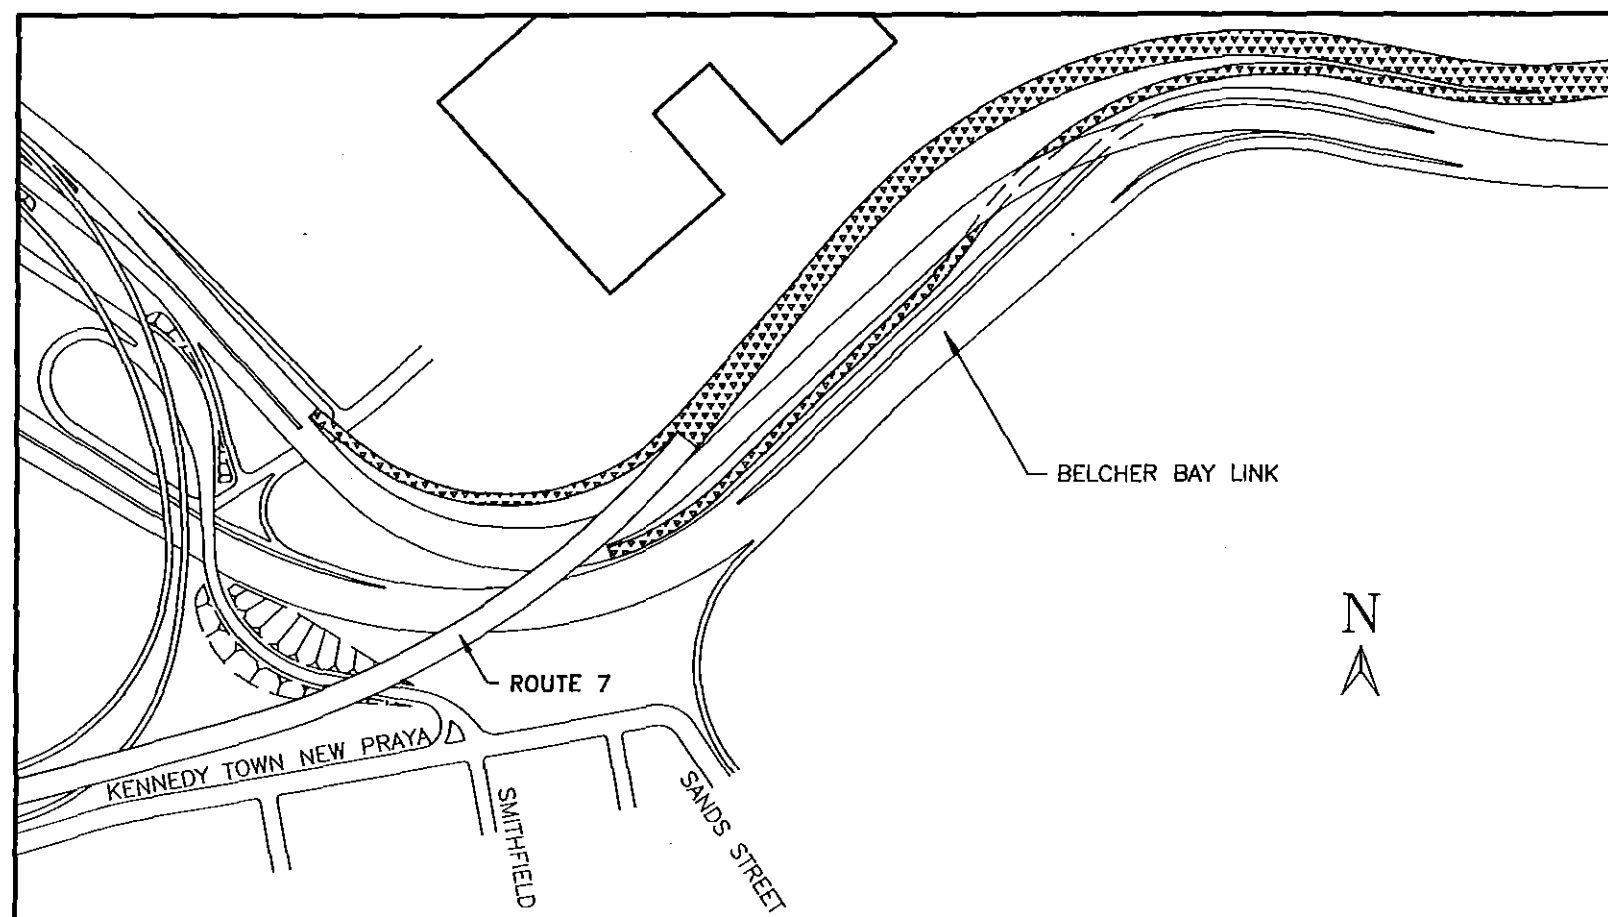 BELCHER BAY LINK
N
ROUTE 7
KENNEDY TOWN NEW PRAYA
SMITHFIELD
SANDS STREET